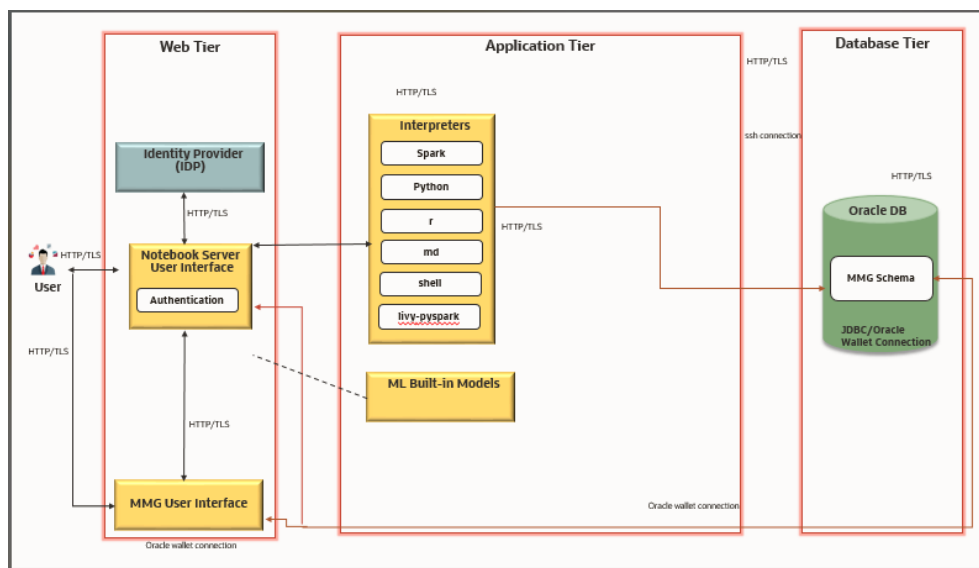 Web Tier
Application Tier
Database Tier
HTTP/TLS
HTTP/TLS
Interpreters
Spark
Python
r
md
shell
livy-pyspark
ssh connection
Identity Provider
(IDP)
HTTP/TLS
HTTP/TLS
Oracle DB
MMG Schema
JDBC/Oracle
Wallet Connection
HTTP/TLS
HTTP/TLS
User
Notebook Server
User Interface
Authentication
HTTP/TLS
ML Built-in Models
HTTP/TLS
MMG User Interface
Oracle wallet connection
Oracle wallet connection